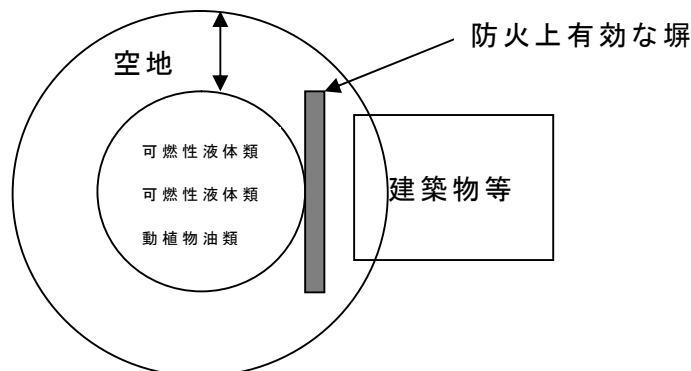 防火上有効な塀
空地
可燃性液体類
可燃性液体類
動植物油類
建築物等